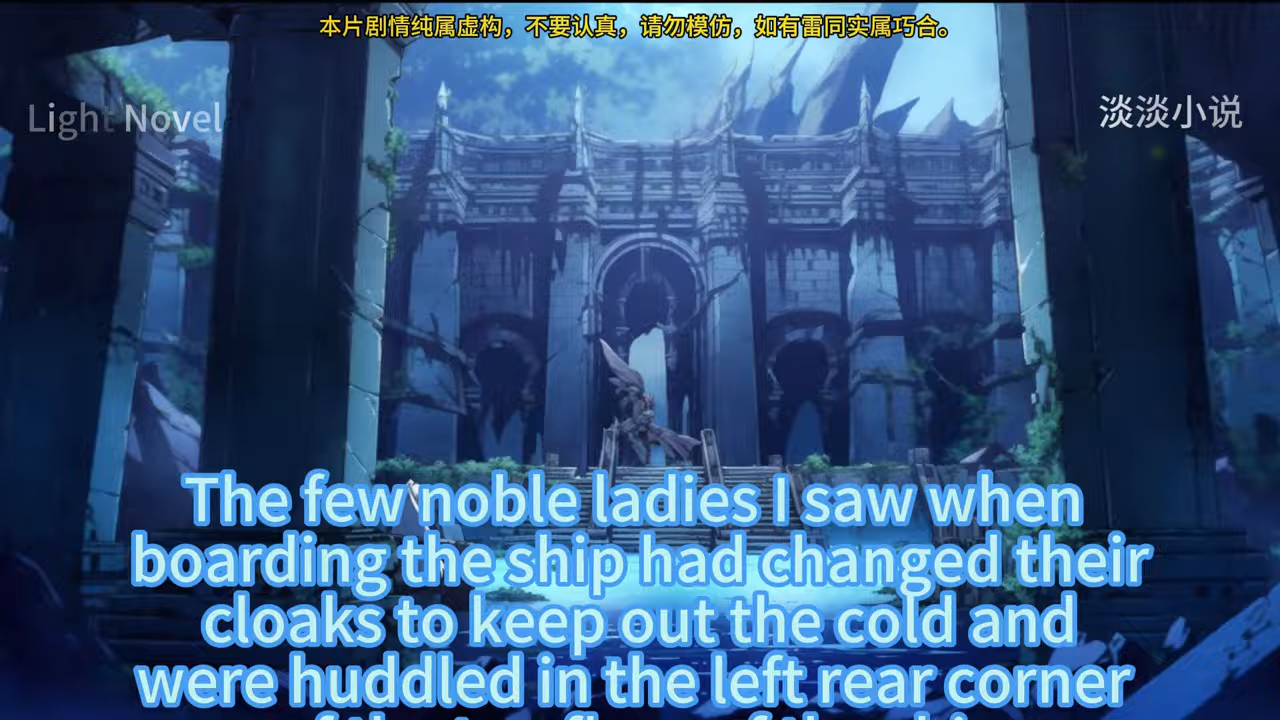 本片剧情纯属虚构，不要认真，请勿模仿，如有雷同实属巧合。
Light Novel
淡淡小说
The few noble ladies I saw when
boarding the ship had changed their
cloaks to keep out the cold and
were huddled in the left rear corner